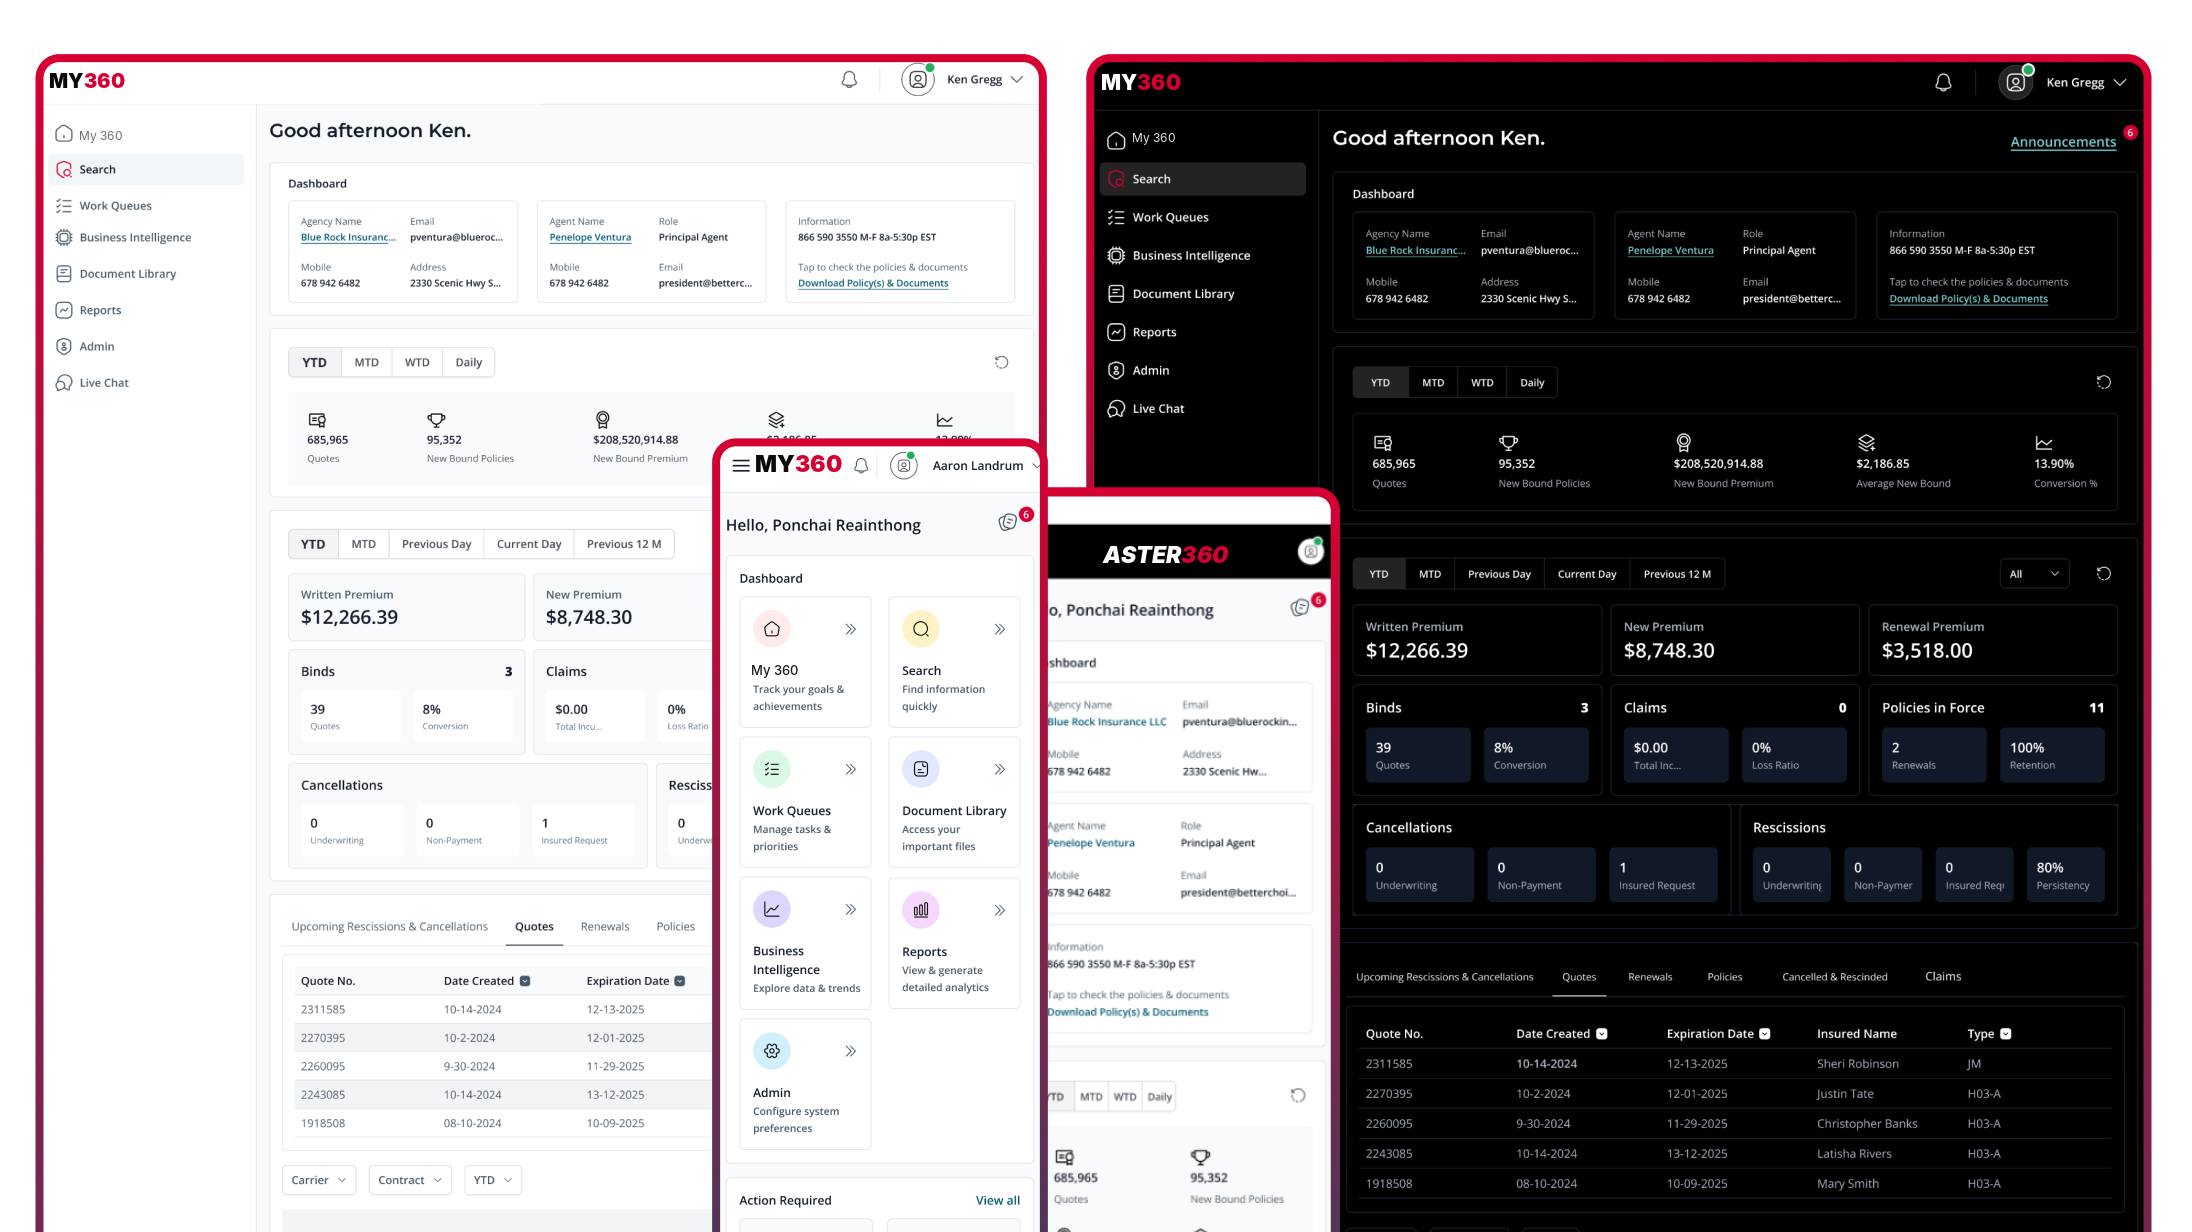 MY360
Ken Gregg
My 360
Search
Work Queues
Business Intelligence
Document Library
Reports
Admin
Live Chat
Good afternoon Ken.
Dashboard
Agency Name Email
Blue Rock Insuranc... pventura@blueroc...
Mobile Address
678 942 6482 2330 Scenic Hwy S...
Agent Name Role
Penelope Ventura Principal Agent
Mobile Email
678 942 6482 president@betterc...
Information
866 590 3550 M-F 8a-5:30p EST
Tap to check the policies & documents
Download Policy(s) & Documents
YTD MTD WTD Daily
685,965 95,352 $208,520,914.88
Quotes New Bound Policies New Bound Premium
YTD MTD Previous Day Current Day Previous 12 M
Written Premium New Premium
$12,266.39 $8,748.30
Binds 3 Claims
39 8% $0.00 0%
Quotes Conversion Total Incu... Loss Ratio
Cancellations Resciss
0 0 1 0
Underwriting Non-Payment Insured Request Underwr
Upcoming Rescissions & Cancellations Quotes Renewals Policies
Quote No. Date Created Expiration Date
2311585 10-14-2024 12-13-2025
2270395 10-2-2024 12-01-2025
2260095 9-30-2024 11-29-2025
2243085 10-14-2024 13-12-2025
1918508 08-10-2024 10-09-2025
Carrier Contract YTD
MY360
Aaron Landrum
Hello, Ponchai Reainthong 6
Dashboard
My 360
Track your goals &
achievements
Search
Find information
quickly
Work Queues
Manage tasks &
priorities
Document Library
Access your
important files
Business
Intelligence
Explore data & trends
Reports
View & generate
detailed analytics
Admin
Configure system
preferences
Action Required View all
ASTER360
o, Ponchai Reainthong 6
shboard
Agency Name Email
Blue Rock Insurance LLC pventura@bluerockin...
Mobile Address
678 942 6482 2330 Scenic Hw...
Agent Name Role
Penelope Ventura Principal Agent
Mobile Email
678 942 6482 president@betterchoi...
Information
866 590 3550 M-F 8a-5:30p EST
Tap to check the policies & documents
Download Policy(s) & Documents
YTD MTD WTD Daily
685,965 95,352
Quotes New Bound Policies
MY360
Ken Gregg
My 360
Search
Work Queues
Business Intelligence
Document Library
Reports
Admin
Live Chat
Good afternoon Ken.
Announcements 6
Dashboard
Agency Name Email
Blue Rock Insuranc... pventura@blueroc...
Mobile Address
678 942 6482 2330 Scenic Hwy S...
Agent Name Role
Penelope Ventura Principal Agent
Mobile Email
678 942 6482 president@betterc...
Information
866 590 3550 M-F 8a-5:30p EST
Tap to check the policies & documents
Download Policy(s) & Documents
YTD MTD WTD Daily
685,965 95,352 $208,520,914.88 $2,186.85 13.90%
Quotes New Bound Policies New Bound Premium Average New Bound Conversion %
YTD MTD Previous Day Current Day Previous 12 M All
Written Premium New Premium Renewal Premium
$12,266.39 $8,748.30 $3,518.00
Binds 3 Claims 0 Policies in Force 11
39 8% $0.00 0% 2 100%
Quotes Conversion Total Inc... Loss Ratio Renewals Retention
Cancellations Rescissions
0 0 1 0 0 0 80%
Underwriting Non-Payment Insured Request Underwriting Non-Paymer Insured Requ Persistency
Upcoming Rescissions & Cancellations Quotes Renewals Policies Cancelled & Rescinded Claims
Quote No. Date Created Expiration Date Insured Name Type
2311585 10-14-2024 12-13-2025 Sheri Robinson JM
2270395 10-2-2024 12-01-2025 Justin Tate H03-A
2260095 9-30-2024 11-29-2025 Christopher Banks H03-A
2243085 10-14-2024 13-12-2025 Latisha Rivers H03-A
1918508 08-10-2024 10-09-2025 Mary Smith H03-A